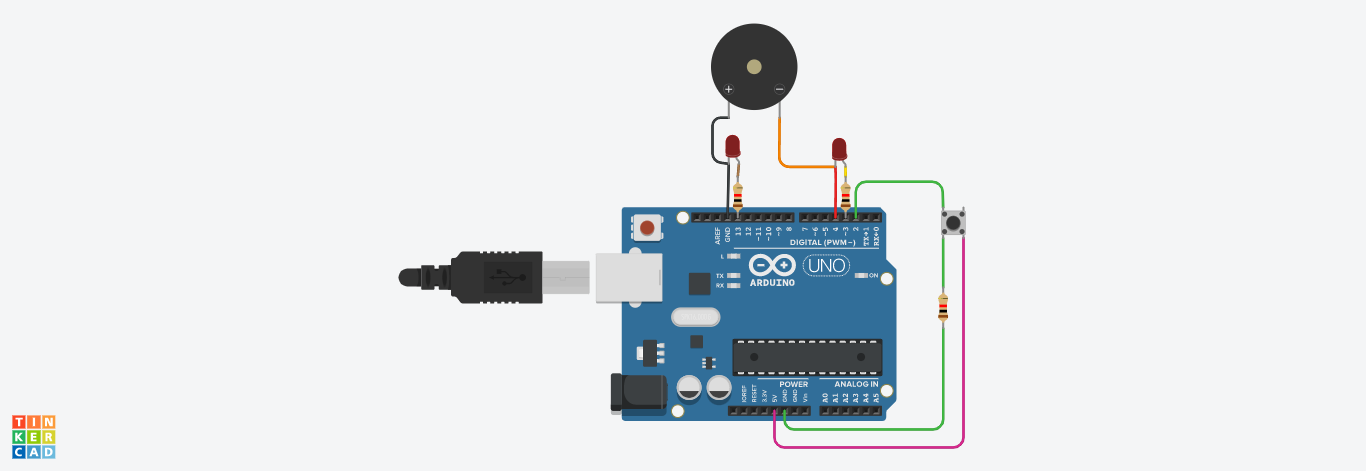 + −
AREF
GND
13
12
~11
~10
~9
8
7
~6
~5
4
~3
2
TX→1
RX←0
DIGITAL (PWM~)
L
TX
RX
ARDUINO
UNO
ON
POWER
ANALOG IN
IOREF
RESET
3.3V
5V
GND
GND
Vin
A0
A1
A2
A3
A4
A5
TIN
KER
CAD